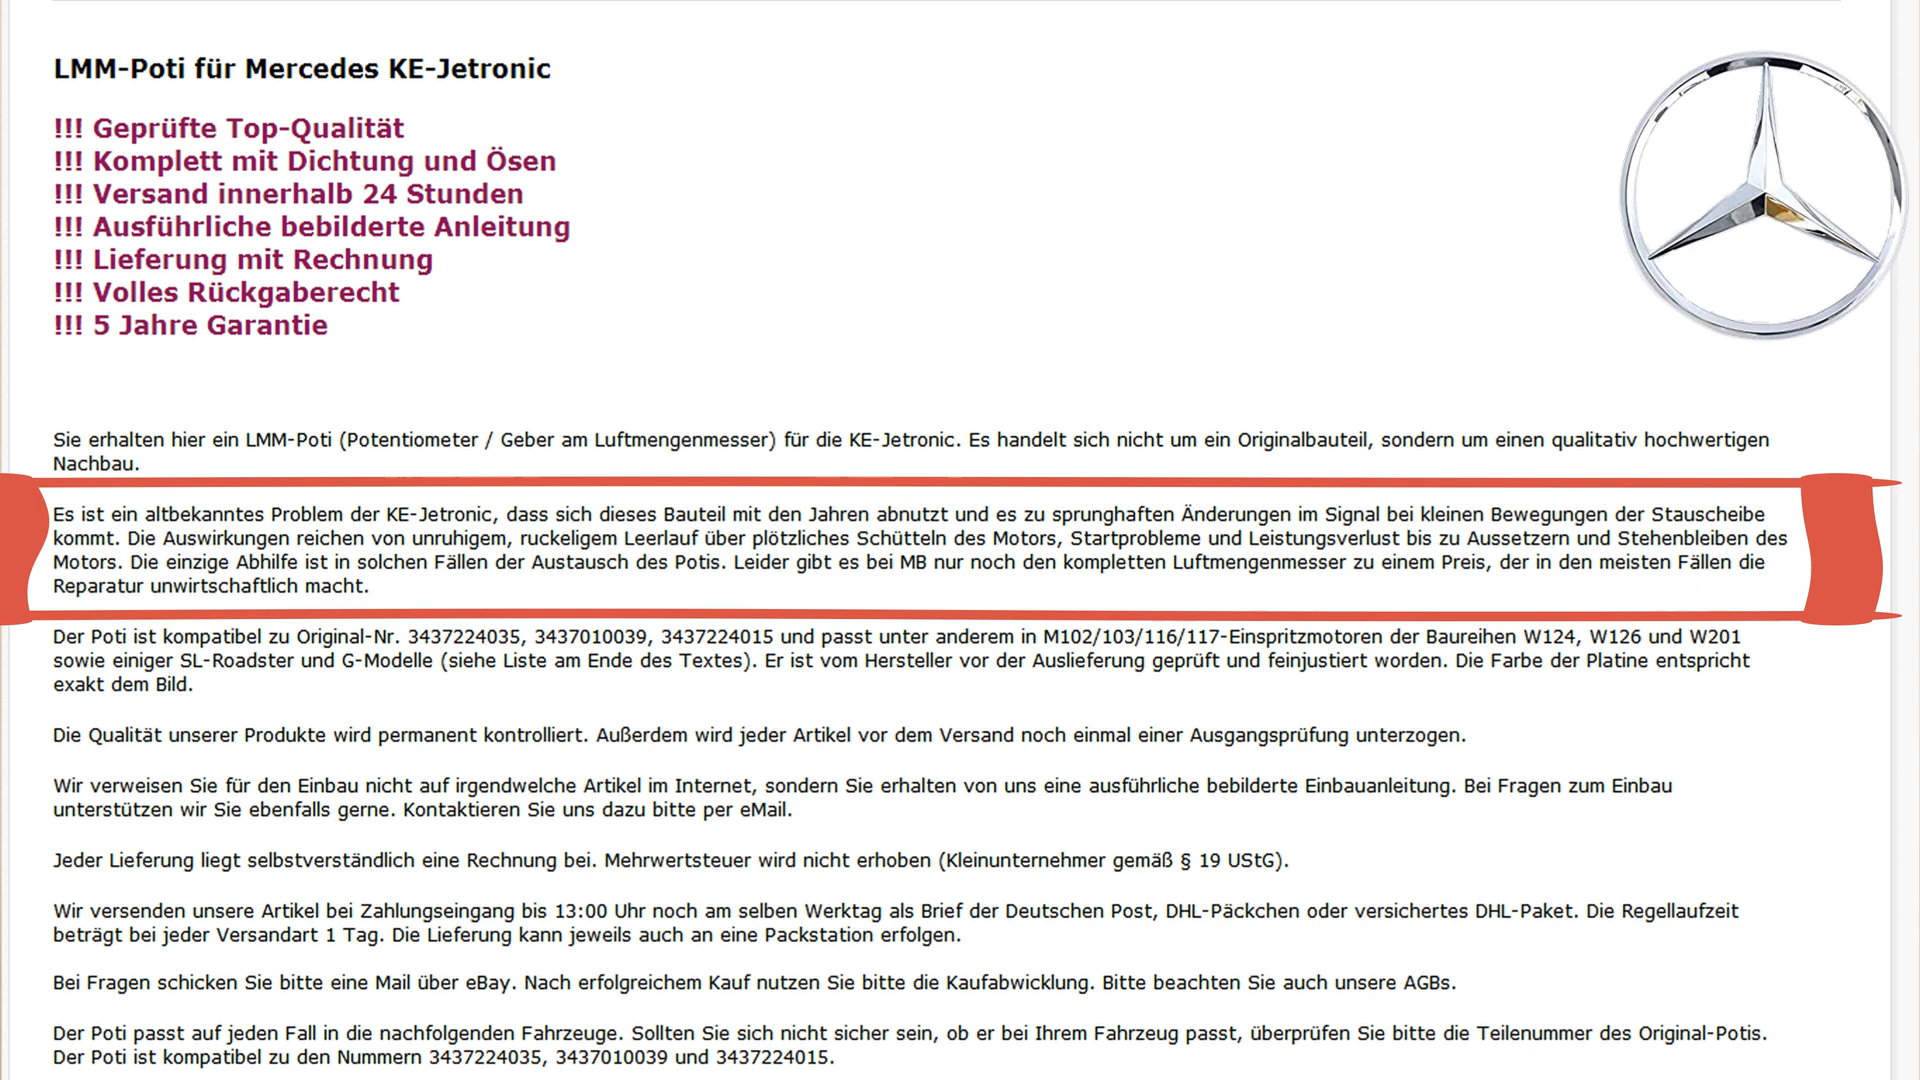 LMM-Poti für Mercedes KE-Jetronic
!!! Geprüfte Top-Qualität
!!! Komplett mit Dichtung und Ösen
!!! Versand innerhalb 24 Stunden
!!! Ausführliche bebilderte Anleitung
!!! Lieferung mit Rechnung
!!! Volles Rückgaberecht
!!! 5 Jahre Garantie
Sie erhalten hier ein LMM-Poti (Potentiometer / Geber am Luftmengenmesser) für die KE-Jetronic. Es handelt sich nicht um ein Originalbauteil, sondern um einen qualitativ hochwertigen
Nachbau.
Es ist ein altbekanntes Problem der KE-Jetronic, dass sich dieses Bauteil mit den Jahren abnutzt und es zu sprunghaften Änderungen im Signal bei kleinen Bewegungen der Stauscheibe
kommt. Die Auswirkungen reichen von unruhigem, ruckeligem Leerlauf über plötzliches Schütteln des Motors, Startprobleme und Leistungsverlust bis zu Aussetzern und Stehenbleiben des
Motors. Die einzige Abhilfe ist in solchen Fällen der Austausch des Potis. Leider gibt es bei MB nur noch den kompletten Luftmengenmesser zu einem Preis, der in den meisten Fällen die
Reparatur unwirtschaftlich macht.
Der Poti ist kompatibel zu Original-Nr. 3437224035, 3437010039, 3437224015 und passt unter anderem in M102/103/116/117-Einspritzmotoren der Baureihen W124, W126 und W201
sowie einiger SL-Roadster und G-Modelle (siehe Liste am Ende des Textes). Er ist vom Hersteller vor der Auslieferung geprüft und feinjustiert worden. Die Farbe der Platine entspricht
exakt dem Bild.
Die Qualität unserer Produkte wird permanent kontrolliert. Außerdem wird jeder Artikel vor dem Versand noch einmal einer Ausgangsprüfung unterzogen.
Wir verweisen Sie für den Einbau nicht auf irgendwelche Artikel im Internet, sondern Sie erhalten von uns eine ausführliche bebilderte Einbauanleitung. Bei Fragen zum Einbau
unterstützen wir Sie ebenfalls gerne. Kontaktieren Sie uns dazu bitte per eMail.
Jeder Lieferung liegt selbstverständlich eine Rechnung bei. Mehrwertsteuer wird nicht erhoben (Kleinunternehmer gemäß § 19 UStG).
Wir versenden unsere Artikel bei Zahlungseingang bis 13:00 Uhr noch am selben Werktag als Brief der Deutschen Post, DHL-Päckchen oder versichertes DHL-Paket. Die Regellaufzeit
beträgt bei jeder Versandart 1 Tag. Die Lieferung kann jeweils auch an eine Packstation erfolgen.
Bei Fragen schicken Sie bitte eine Mail über eBay. Nach erfolgreichem Kauf nutzen Sie bitte die Kaufabwicklung. Bitte beachten Sie auch unsere AGBs.
Der Poti passt auf jeden Fall in die nachfolgenden Fahrzeuge. Sollten Sie sich nicht sicher sein, ob er bei Ihrem Fahrzeug passt, überprüfen Sie bitte die Teilenummer des Original-Potis.
Der Poti ist kompatibel zu den Nummern 3437224035, 3437010039 und 3437224015.